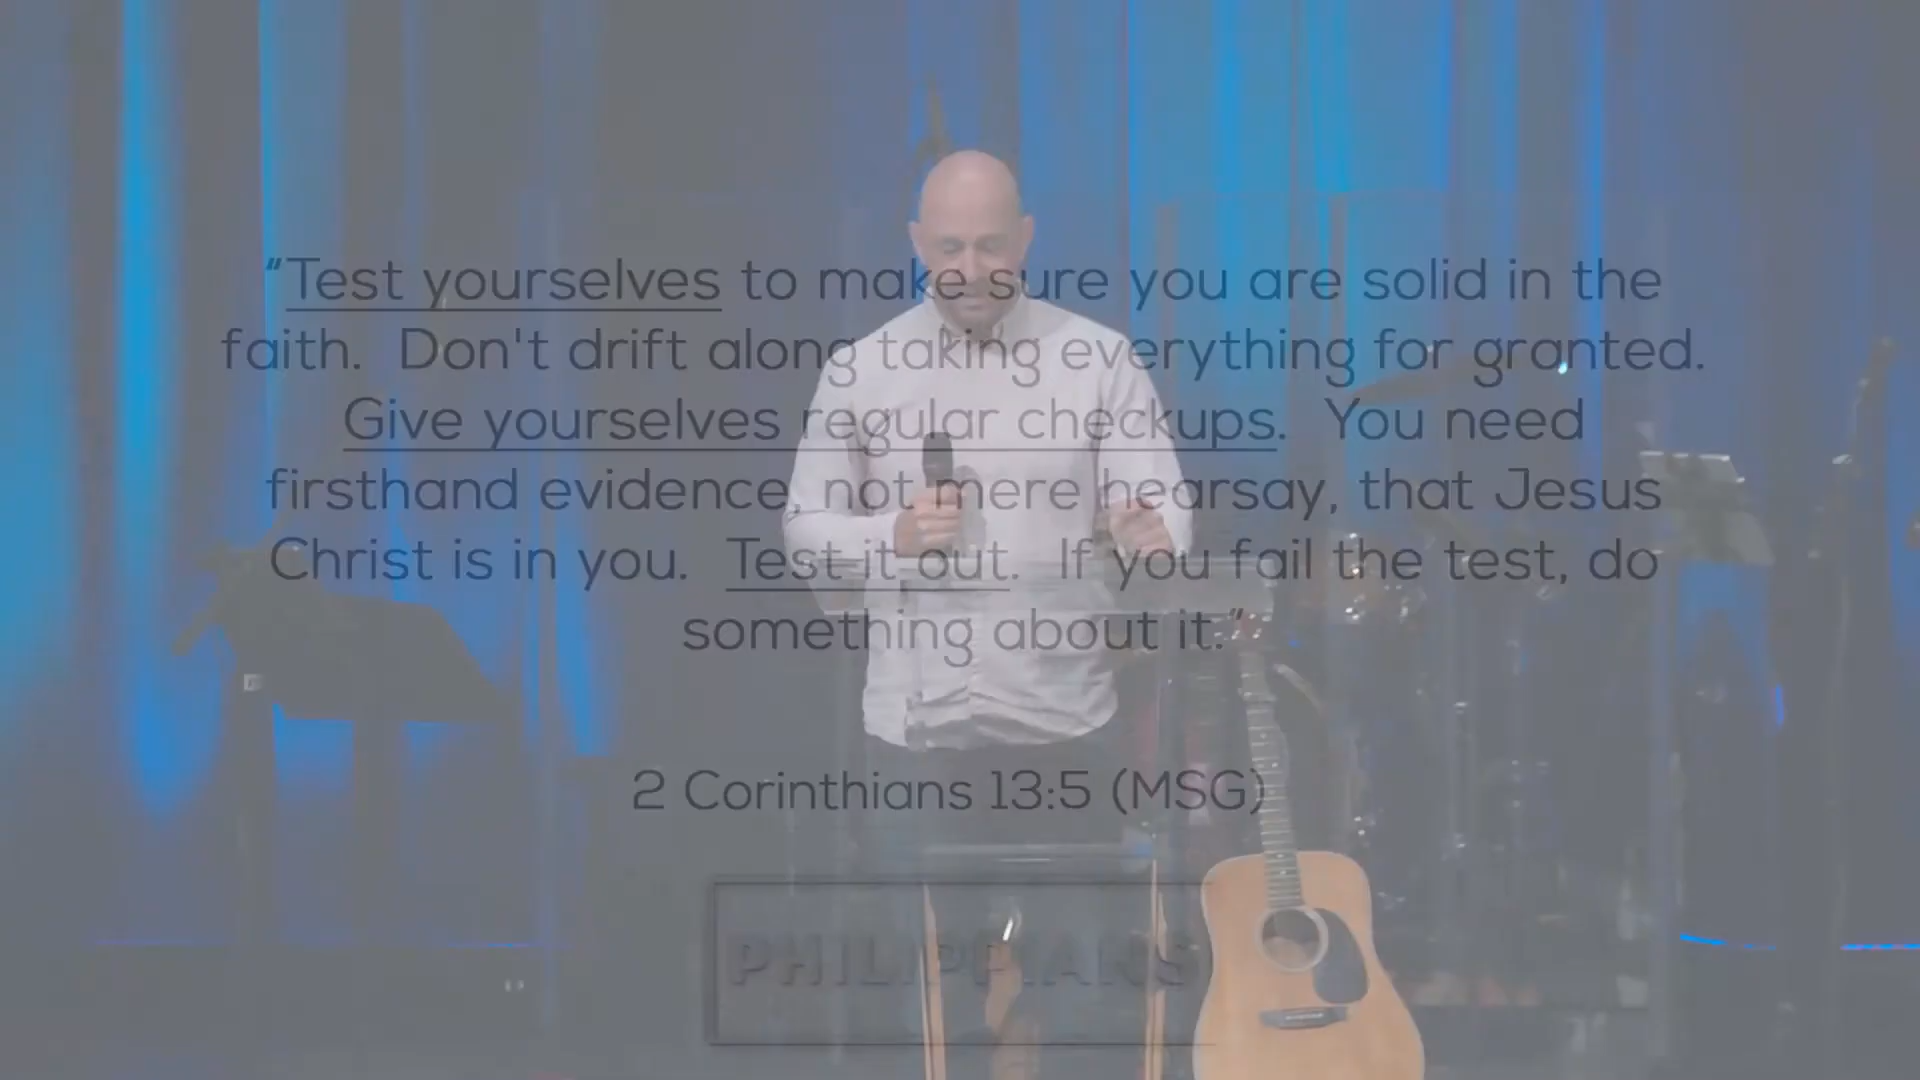 “Test yourselves to make sure you are solid in the
faith. Don't drift along taking everything for granted.
Give yourselves regular checkups. You need
firsthand evidence, not mere hearsay, that Jesus
Christ is in you. Test it out. If you fail the test, do
something about it.”
2 Corinthians 13:5 (MSG)
PHILIPPIANS